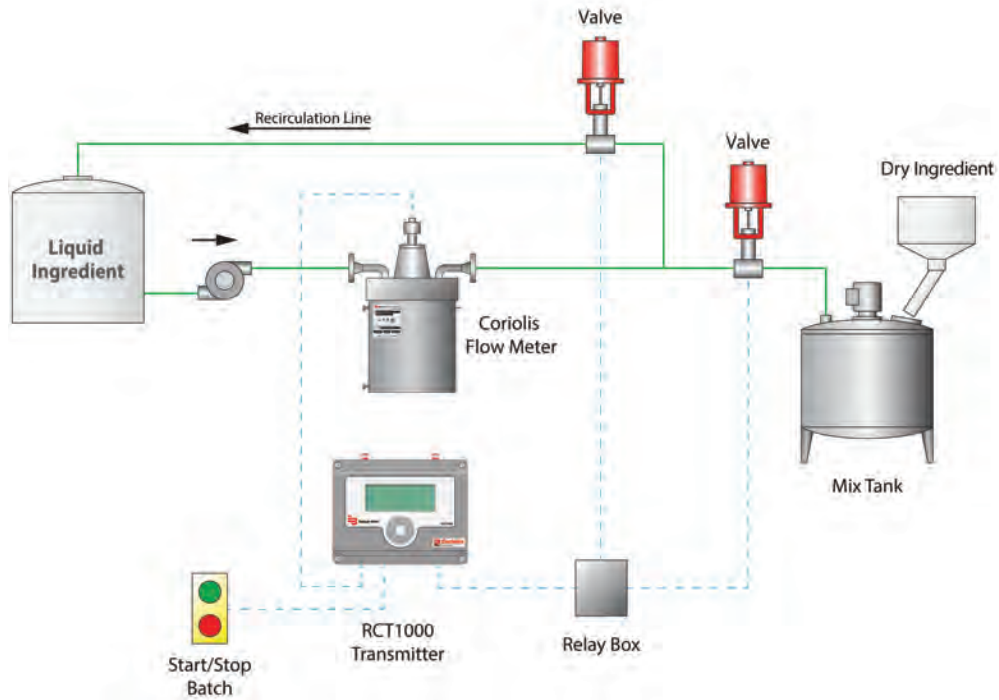 Valve
Recirculation Line
Valve
Dry Ingredient
Liquid
Ingredient
Coriolis
Flow Meter
Mix Tank
RCT1000
Transmitter
Relay Box
Start/Stop
Batch